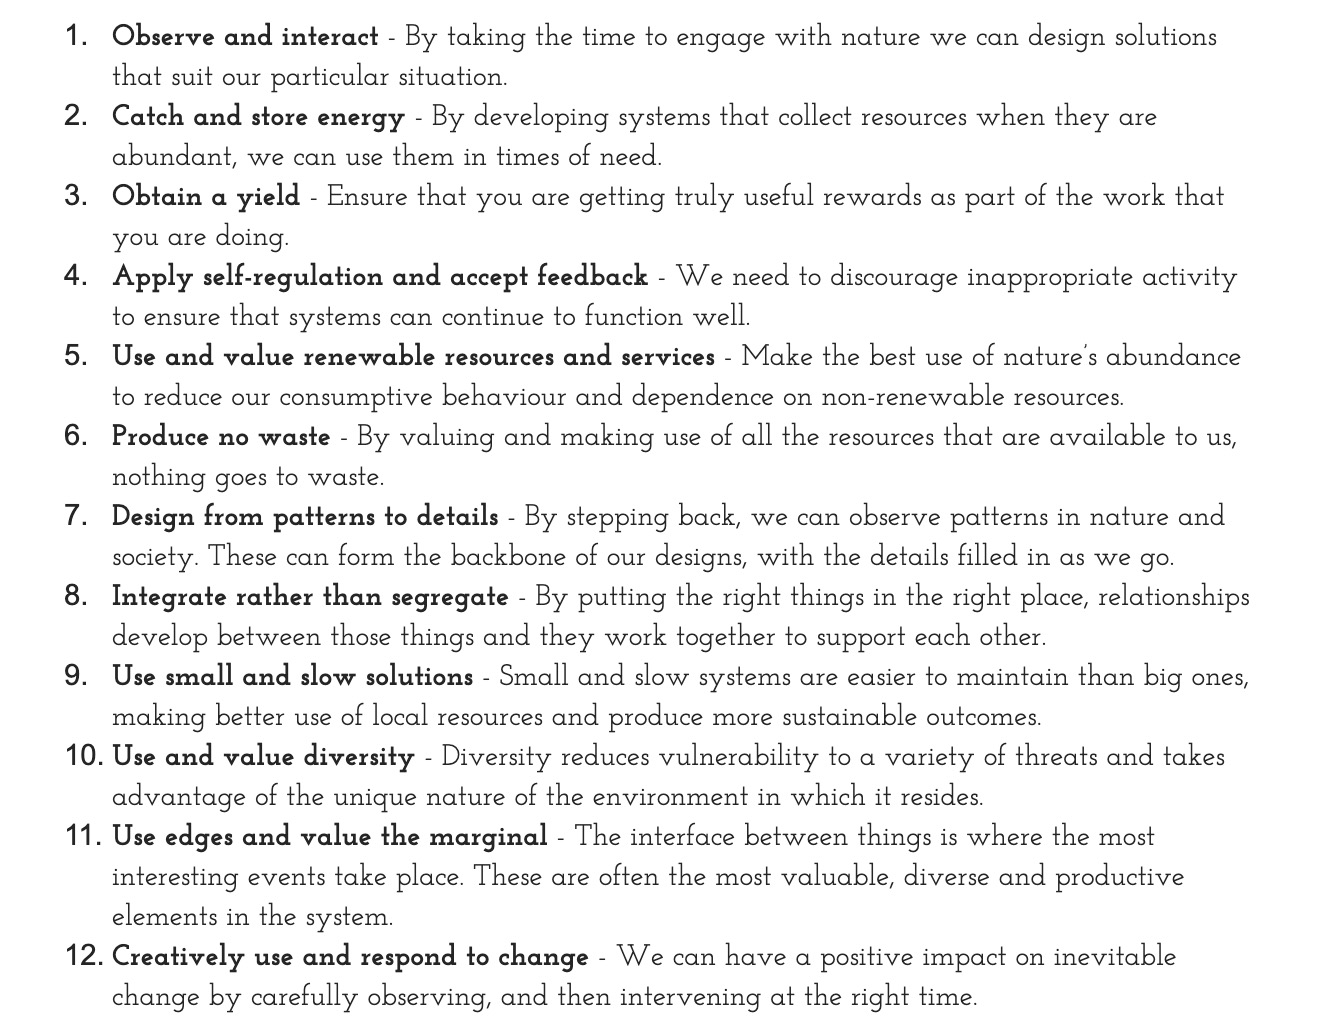 1. Observe and interact - By taking the time to engage with nature we can design solutions
that suit our particular situation.
2. Catch and store energy - By developing systems that collect resources when they are
abundant, we can use them in times of need.
3. Obtain a yield - Ensure that you are getting truly useful rewards as part of the work that
you are doing.
4. Apply self-regulation and accept feedback - We need to discourage inappropriate activity
to ensure that systems can continue to function well.
5. Use and value renewable resources and services - Make the best use of nature's abundance
to reduce our consumptive behaviour and dependence on non-renewable resources.
6. Produce no waste - By valuing and making use of all the resources that are available to us,
nothing goes to waste.
7. Design from patterns to details - By stepping back, we can observe patterns in nature and
society. These can form the backbone of our designs, with the details filled in as we go.
8. Integrate rather than segregate - By putting the right things in the right place, relationships
develop between those things and they work together to support each other.
9. Use small and slow solutions - Small and slow systems are easier to maintain than big ones,
making better use of local resources and produce more sustainable outcomes.
10. Use and value diversity - Diversity reduces vulnerability to a variety of threats and takes
advantage of the unique nature of the environment in which it resides.
11. Use edges and value the marginal - The interface between things is where the most
interesting events take place. These are often the most valuable, diverse and productive
elements in the system.
12. Creatively use and respond to change - We can have a positive impact on inevitable
change by carefully observing, and then intervening at the right time.